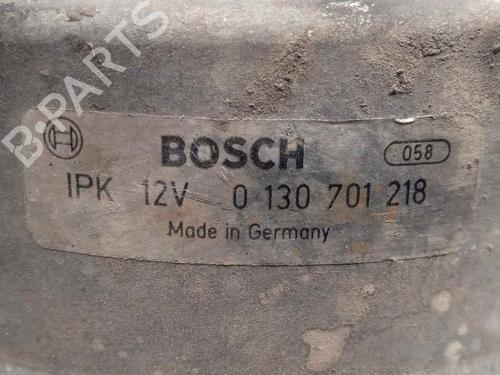 B-PARTS
BOSCH 058
IPK 12V 0 130 701 218
Made in Germany